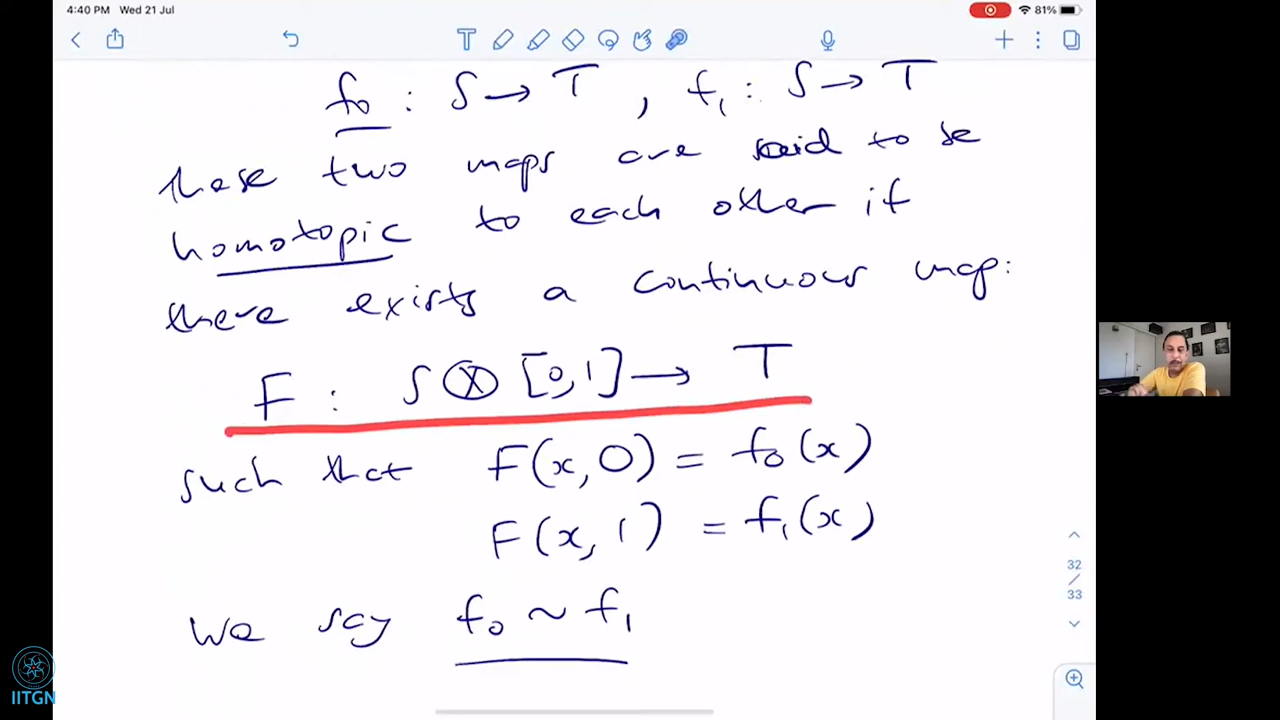 4:40 PM Wed 21 Jul
81%
f₀ : S → T , f₁ : S → T
these two maps are said to be
homotopic to each other if
there exists a continuous map:
F : S ⊗ [0,1] → T
such that F(x,0) = f₀(x)
F(x,1) = f₁(x)
We say f₀ ~ f₁
32
/
33
IITGN